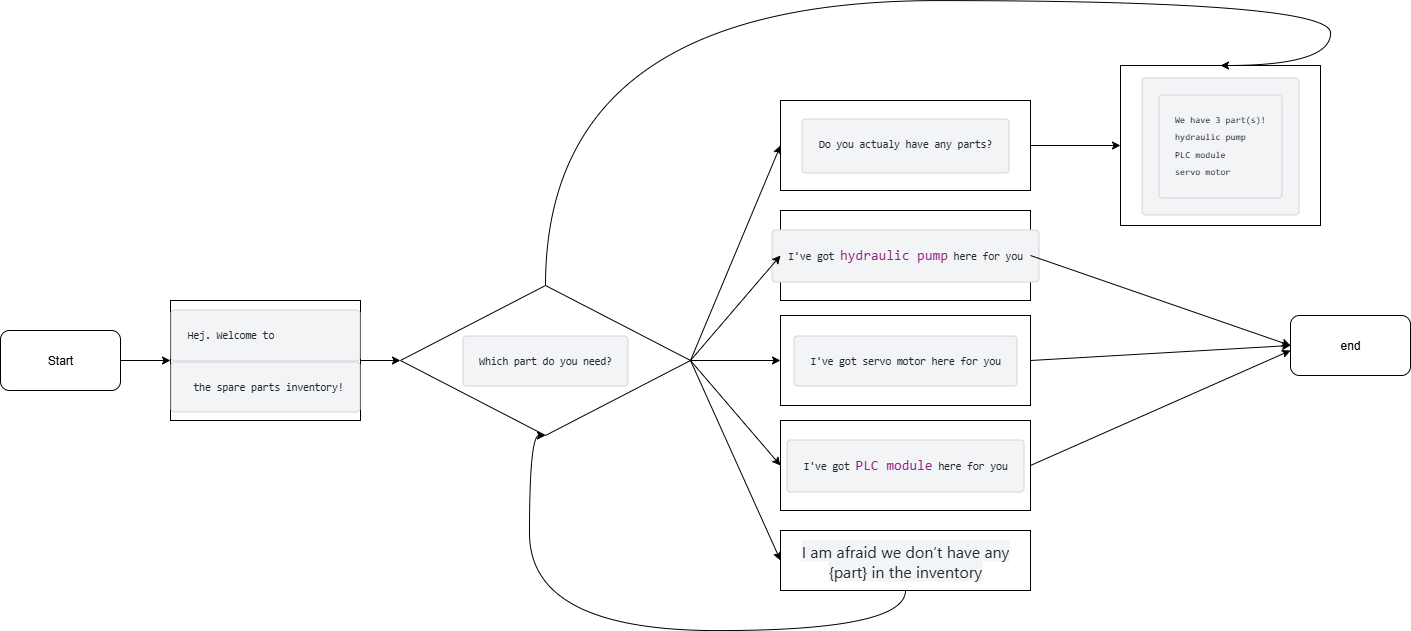 Start
Hej. Welcome to
the spare parts inventory!
Which part do you need?
Do you actualy have any parts?
We have 3 part(s)!
hydraulic pump
PLC module
servo motor
I've got hydraulic pump here for you
I've got servo motor here for you
I've got PLC module here for you
I am afraid we don’t have any
{part} in the inventory
end